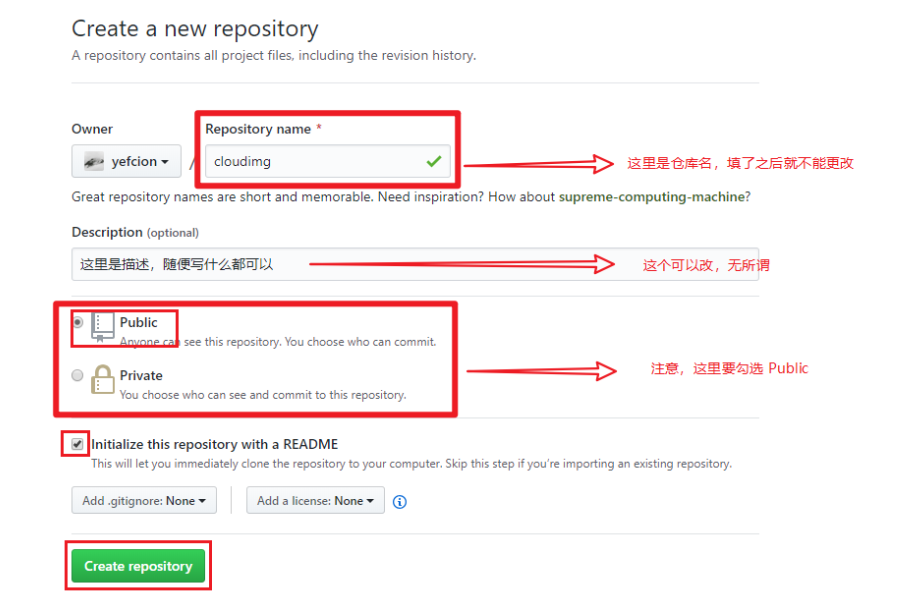 Create a new repository
A repository contains all project files, including the revision history.
Owner
Repository name *
yefcion
/
cloudimg
这里是仓库名，填了之后就不能更改
Great repository names are short and memorable. Need inspiration? How about supreme-computing-machine?
Description (optional)
这里是描述，随便写什么都可以
这个可以改，无所谓
Public
Anyone can see this repository. You choose who can commit.
注意，这里要勾选 Public
Private
You choose who can see and commit to this repository.
Initialize this repository with a README
This will let you immediately clone the repository to your computer. Skip this step if you're importing an existing repository.
Add .gitignore: None
Add a license: None
Create repository